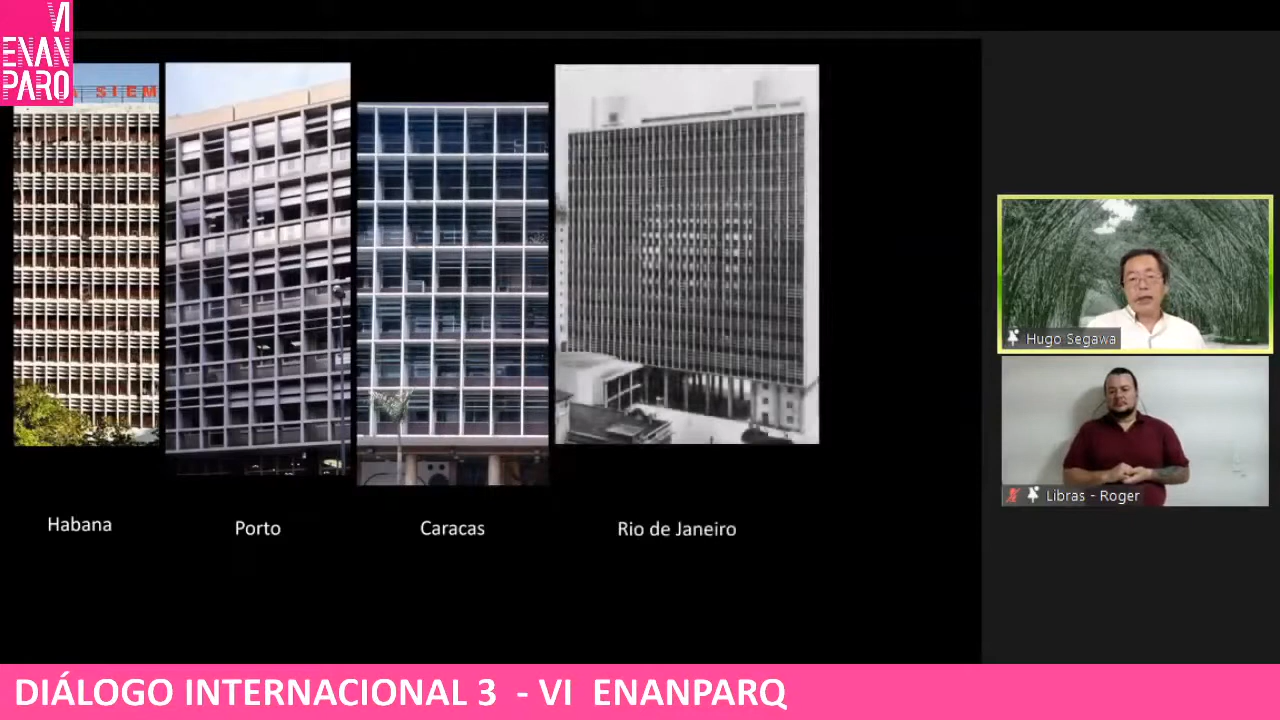 VI
ENAN
PARQ
SIEM
Habana
Porto
Caracas
Rio de Janeiro
Hugo Segawa
Libras - Roger
DIÁLOGO INTERNACIONAL 3 - VI ENANPARQ